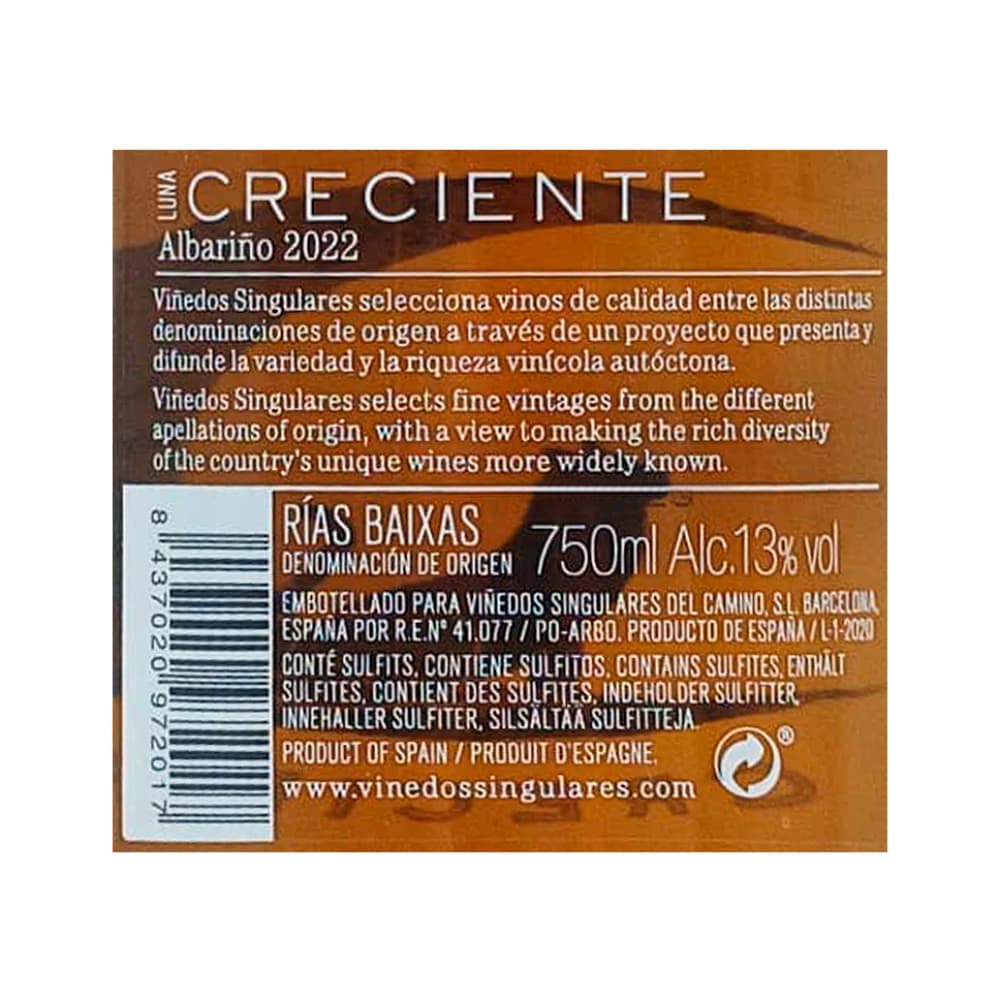 LUNA CRECIENTE
Albariño 2022
Viñedos Singulares selecciona vinos de calidad entre las distintas
denominaciones de origen a través de un proyecto que presenta y
difunde la variedad y la riqueza vinícola autóctona.
Viñedos Singulares selects fine vintages from the different
apellations of origin, with a view to making the rich diversity
of the country's unique wines more widely known.
RÍAS BAIXAS
DENOMINACIÓN DE ORIGEN 750ml Alc.13% vol
EMBOTELLADO PARA VIÑEDOS SINGULARES DEL CAMINO, S.L. BARCELONA,
ESPAÑA POR R.E.Nº 41.077 / PO-ARBO. PRODUCTO DE ESPAÑA / L-1-2020
CONTÉ SULFITS, CONTIENE SULFITOS, CONTAINS SULFITES, ENTHÄLT
SULFITES, CONTIENT DES SULFITES, INDEHOLDER SULFITTER,
INNEHALLER SULFITER, SILSÄLTÄÄ SULFITTEJA.
PRODUCT OF SPAIN / PRODUIT D'ESPAGNE.
®
www.vinedossingulares.com
8 437020 972017